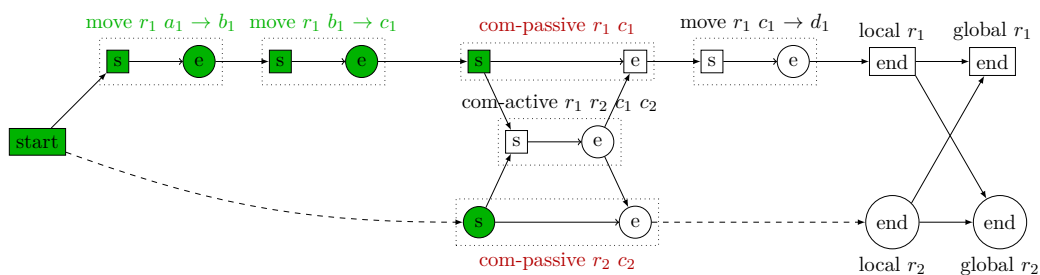 move r₁ a₁ → b₁
move r₁ b₁ → c₁
com-passive r₁ c₁
move r₁ c₁ → d₁
local r₁
global r₁
s e s e s e s e end end
com-active r₁ r₂ c₁ c₂
start s e
s e end end
com-passive r₂ c₂
local r₂
global r₂